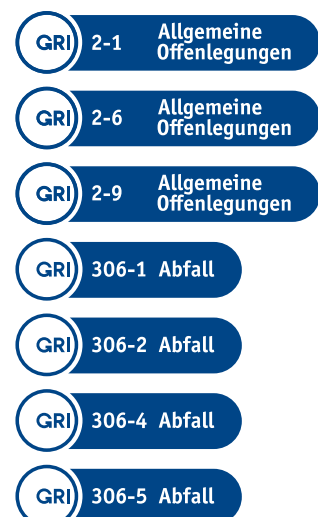 GRI 2-1 Allgemeine
Offenlegungen
GRI 2-6 Allgemeine
Offenlegungen
GRI 2-9 Allgemeine
Offenlegungen
GRI 306-1 Abfall
GRI 306-2 Abfall
GRI 306-4 Abfall
GRI 306-5 Abfall